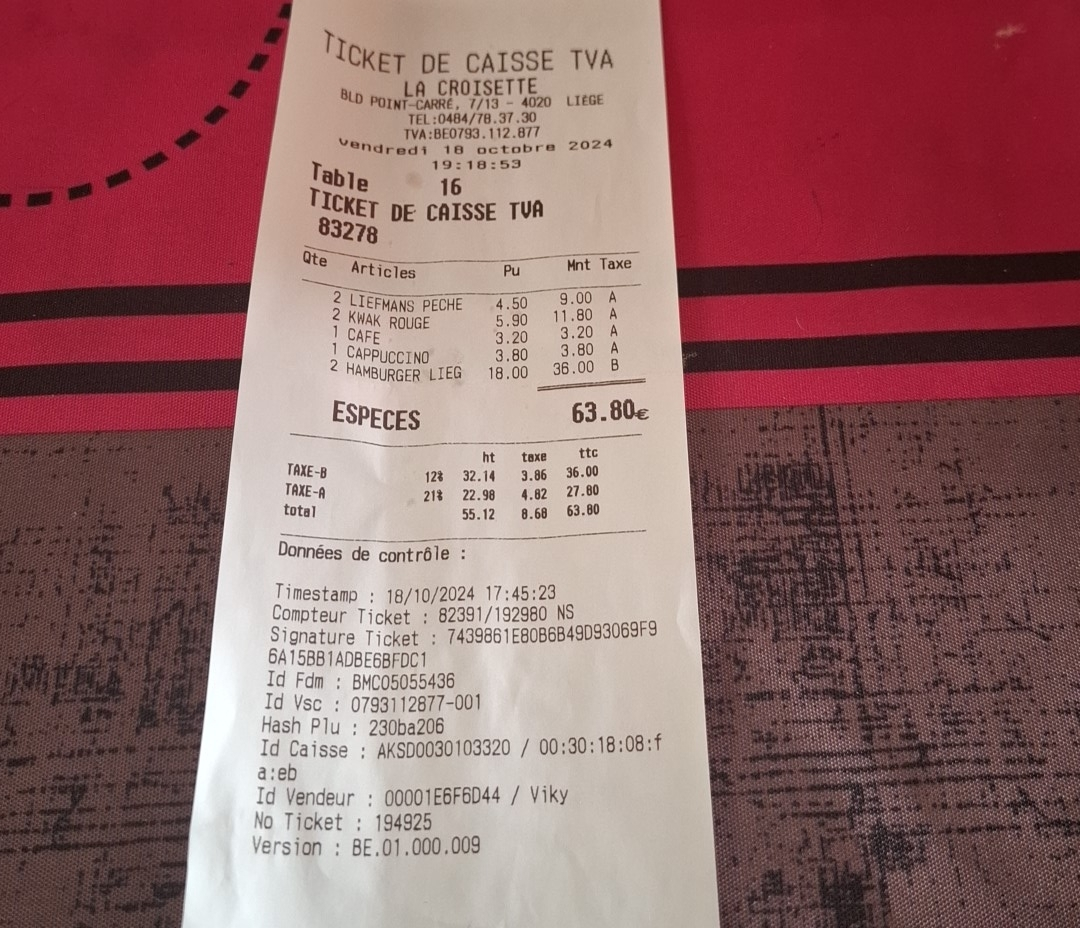 TICKET DE CAISSE TVA
LA CROISETTE
BLD POINT-CARRÉ, 7/13 - 4020 LIEGE
TEL:0484/78.37.30
TVA:BE0793.112.877
vendredi 18 octobre 2024
19:18:53
Table 16
TICKET DE CAISSE TVA
83278
Qte Articles Pu Mnt Taxe
2 LIEFMANS PECHE 4.50 9.00 A
2 KWAK ROUGE 5.90 11.80 A
1 CAFE 3.20 3.20 A
1 CAPPUCCINO 3.80 3.80 A
2 HAMBURGER LIEG 18.00 36.00 B
ESPECES 63.80€
ht taxe ttc
TAXE-B 12% 32.14 3.86 36.00
TAXE-A 21% 22.98 4.82 27.80
total 55.12 8.68 63.80
Données de contrôle :
Timestamp : 18/10/2024 17:45:23
Compteur Ticket : 82391/192980 NS
Signature Ticket : 7439861E80B6B49D93069F9
6A15BB1ADBE6BFDC1
Id Fdm : BMC05055436
Id Vsc : 0793112877-001
Hash Plu : 230ba206
Id Caisse : AKSD0030103320 / 00:30:18:08:f
a:eb
Id Vendeur : 00001E6F6D44 / Viky
No Ticket : 194925
Version : BE.01.000.009